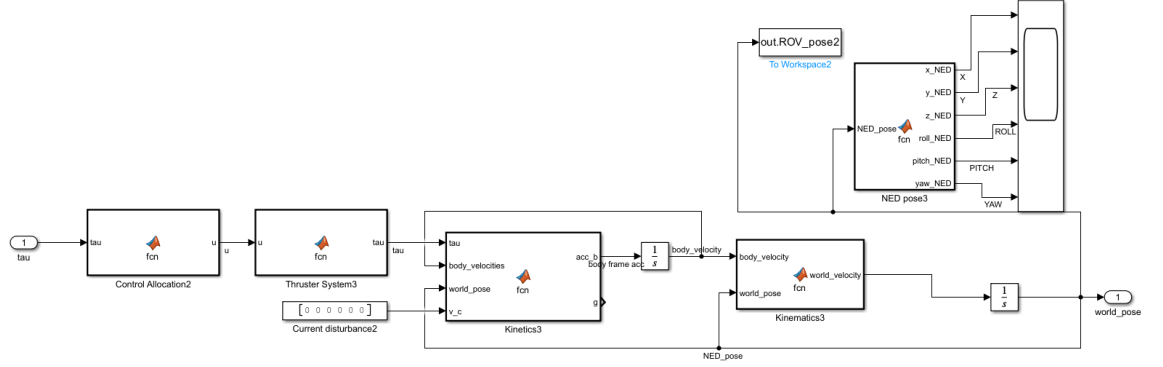 out.ROV_pose2
To Workspace2
NED_pose
fcn
x_NED
y_NED
z_NED
roll_NED
pitch_NED
yaw_NED
NED pose3
X
Y
Z
ROLL
PITCH
YAW
1
tau
tau
fcn
u
Control Allocation2
u
u
fcn
tau
Thruster System3
tau
[0 0 0 0 0 0]
Current disturbance2
tau
body_velocities
world_pose
v_c
fcn
acc_b
g
Kinetics3
body frame acc
1
s
body_velocity
body_velocity
world_pose
fcn
world_velocity
Kinematics3
1
s
1
world_pose
NED_pose